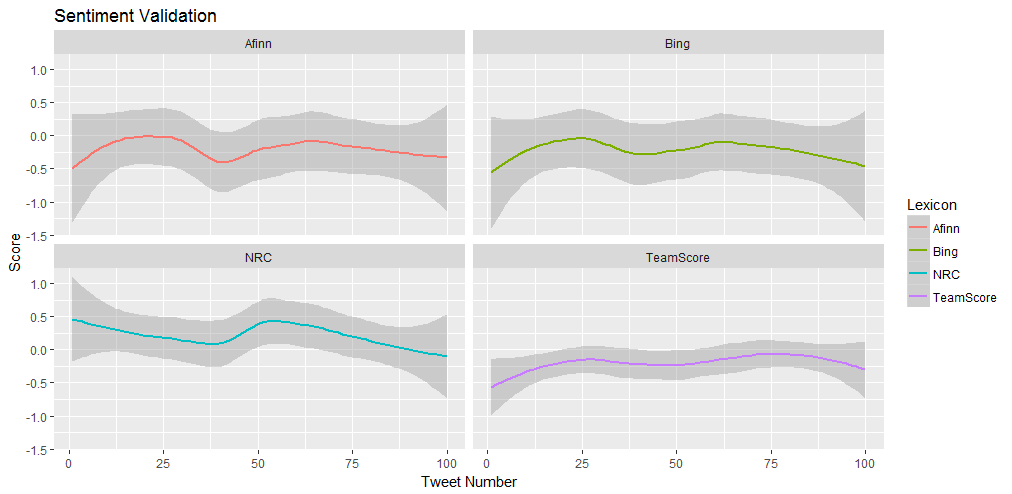 Sentiment Validation
Afinn
Bing
1.0
0.5
0.0
-0.5
-1.0
-1.5
NRC
TeamScore
1.0
0.5
0.0
-0.5
-1.0
-1.5
0
25
50
75
100
0
25
50
75
100
Score
Tweet Number
Lexicon
Afinn
Bing
NRC
TeamScore